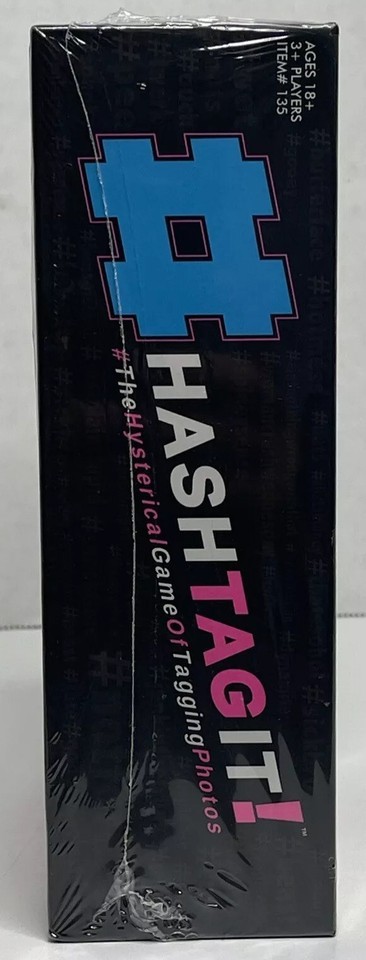 AGES 18+
3+ PLAYERS
ITEM# 135
#
HASHTAGIT!™
#TheHystericalGameOfTaggingPhotos